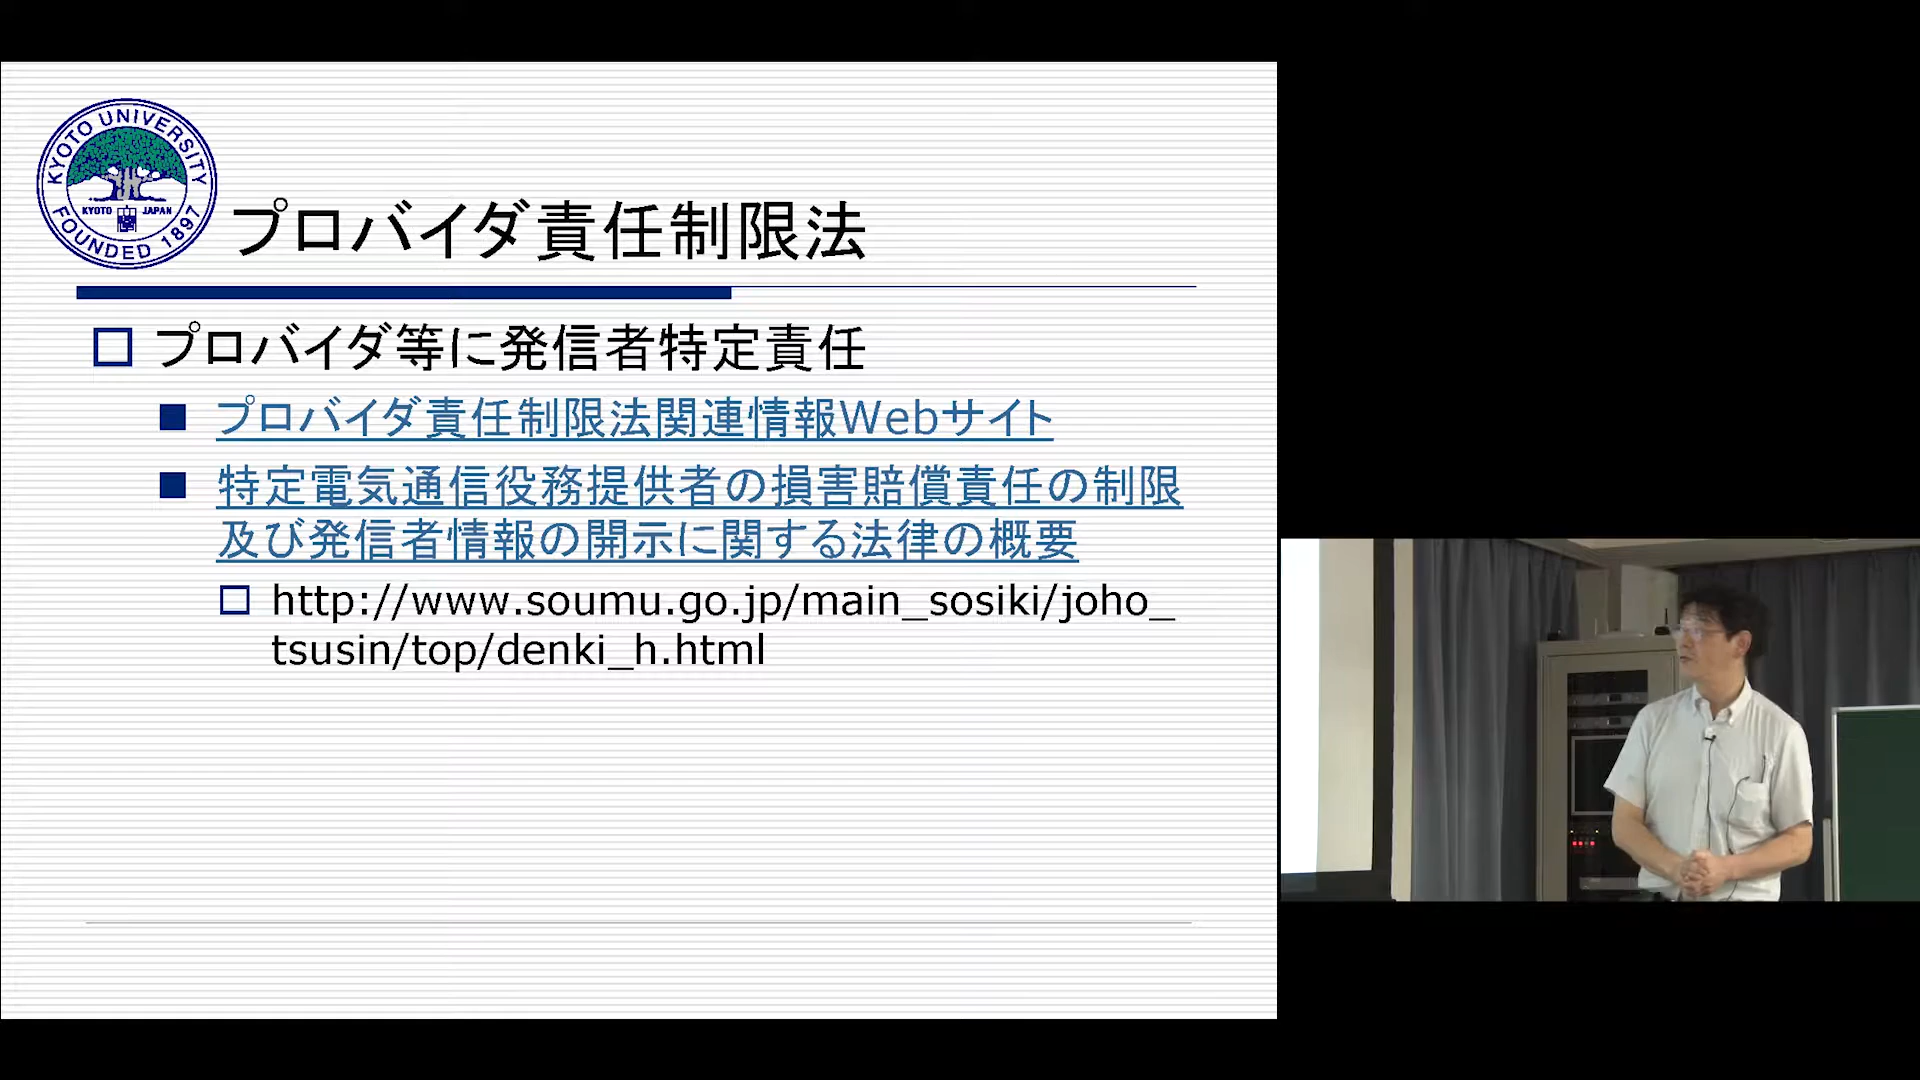 KYOTO UNIVERSITY
KYOTO JAPAN
FOUNDED 1897
プロバイダ責任制限法
プロバイダ等に発信者特定責任
プロバイダ責任制限法関連情報Webサイト
特定電気通信役務提供者の損害賠償責任の制限
及び発信者情報の開示に関する法律の概要
http://www.soumu.go.jp/main_sosiki/joho_
tsusin/top/denki_h.html